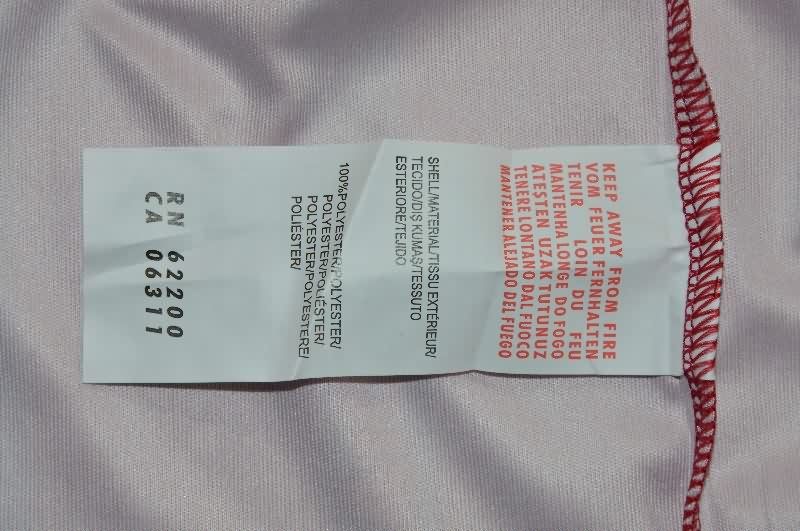 KEEP AWAY FROM FIRE
VOM FEUER FERNHALTEN
TENIR LOIN DU FEU
MANTENHA LONGE DO FOGO
ATEŞTEN UZAK TUTUNUZ
TENERE LONTANO DAL FUOCO
MANTENER ALEJADO DEL FUEGO
SHELL/MATERIAL/TISSU EXTÉRIEUR/
TECIDO/DIŞ KUMAŞ/TESSUTO
ESTERIORE/TEJIDO
100%POLYESTER/POLYESTER/
POLYESTER/POLIÉSTER/
POLYESTER/POLYESTERE/
POLIÉSTER/
RN 62200
CA 06311